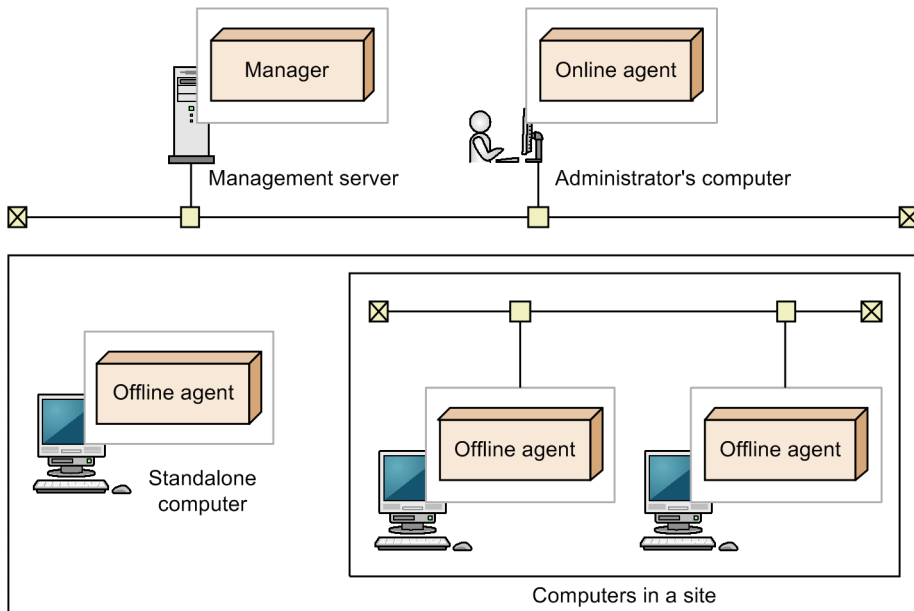 Manager
Online agent
Management server
Administrator's computer
Offline agent
Standalone
computer
Offline agent
Offline agent
Computers in a site